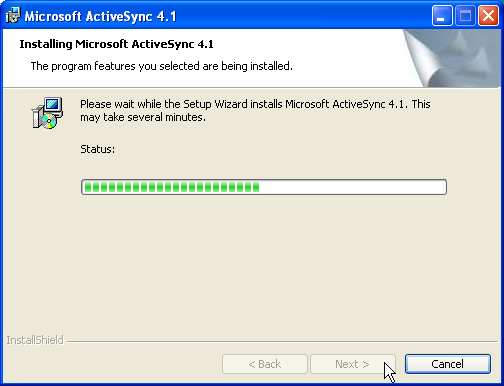 Microsoft ActiveSync 4.1
Installing Microsoft ActiveSync 4.1
The program features you selected are being installed.
Please wait while the Setup Wizard installs Microsoft ActiveSync 4.1. This
may take several minutes.
Status:
InstallShield
< Back
Next >
Cancel